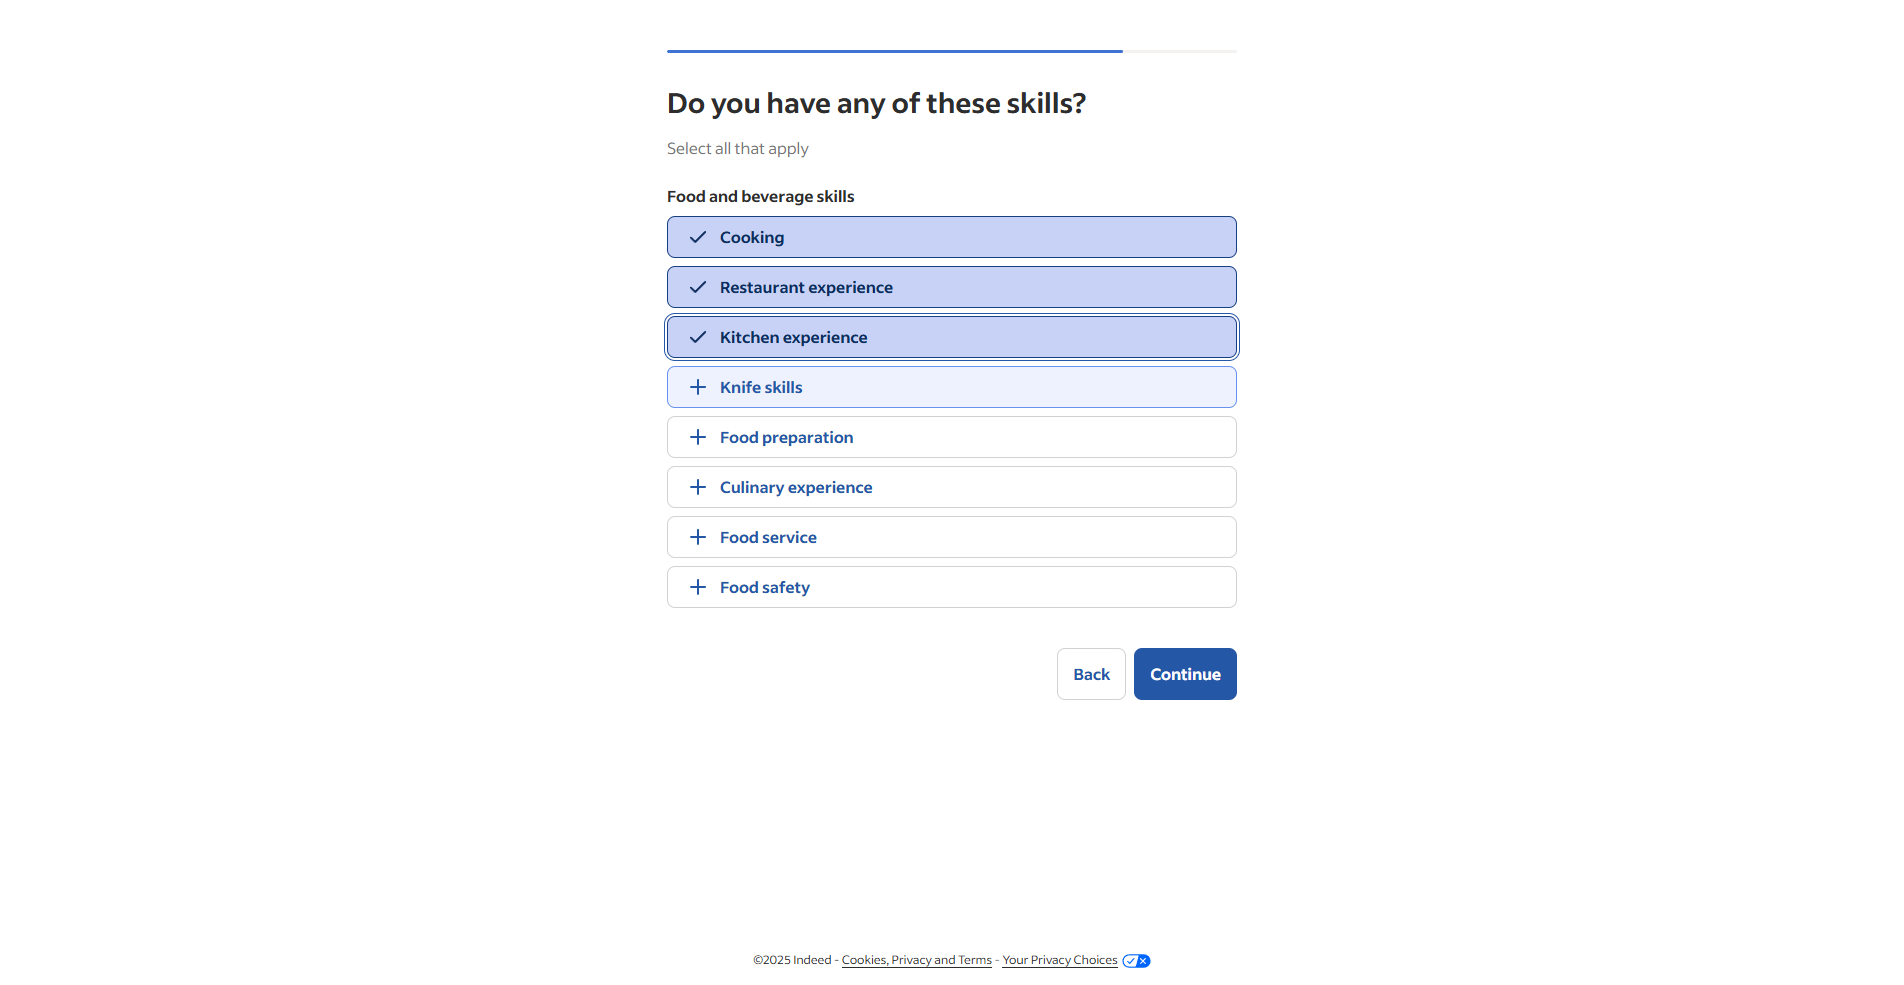 Do you have any of these skills?
Select all that apply
Food and beverage skills
Cooking
Restaurant experience
Kitchen experience
Knife skills
Food preparation
Culinary experience
Food service
Food safety
Back Continue
©2025 Indeed - Cookies, Privacy and Terms - Your Privacy Choices